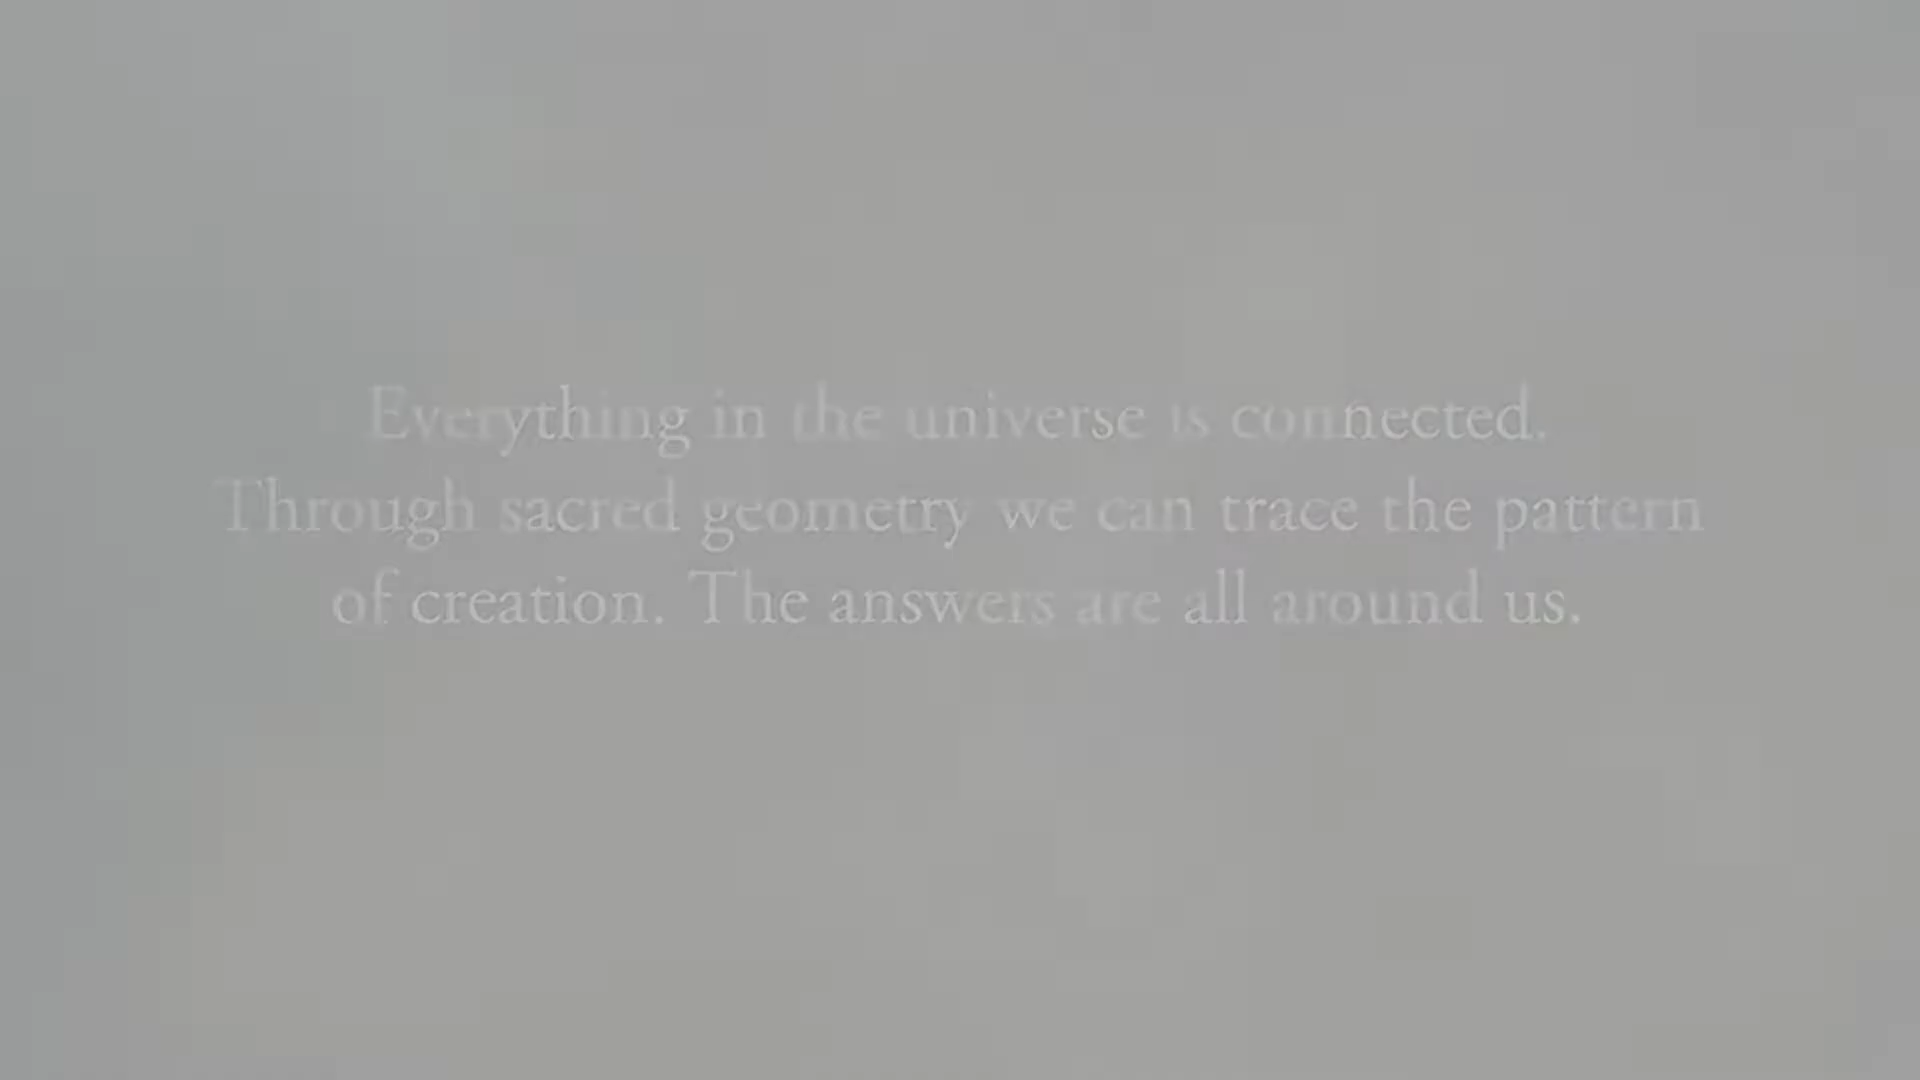 Everything in the universe is connected.
Through sacred geometry we can trace the pattern
of creation. The answers are all around us.